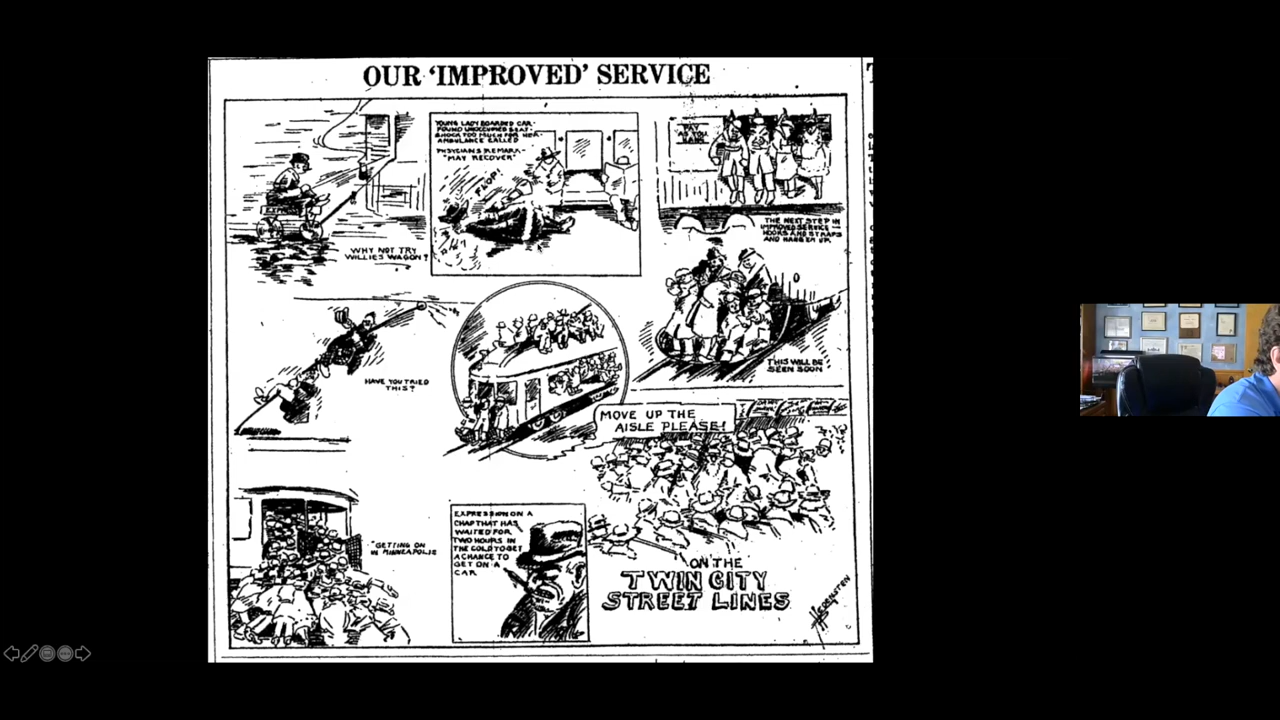 OUR 'IMPROVED' SERVICE
YOUNG LADY BOARDED CAR-
FOUND UNOCCUPIED SEAT-
SHOCK TOO MUCH FOR HER-
AMBULANCE CALLED
PHYSICIANS REMARK-
"MAY RECOVER"
FLOP!
PAY
AS YOU
THE NEXT STEP IN
IMPROVED SERVICE
HOOKS AND STRAPS
AND HANG EM UP.
WHY NOT TRY
WILLIES WAGON?
HAVE YOU TRIED
THIS?
THIS WILL BE
SEEN SOON
MOVE UP THE
AISLE PLEASE!
"GETTING ON
IN MINNEAPOLIS
EXPRESSION ON A
CHAP THAT HAS
WAITED FOR
TWO HOURS IN
THE COLD TO GET
A CHANCE TO
GET ON A
CAR
ON THE
TWIN CITY
STREET LINES